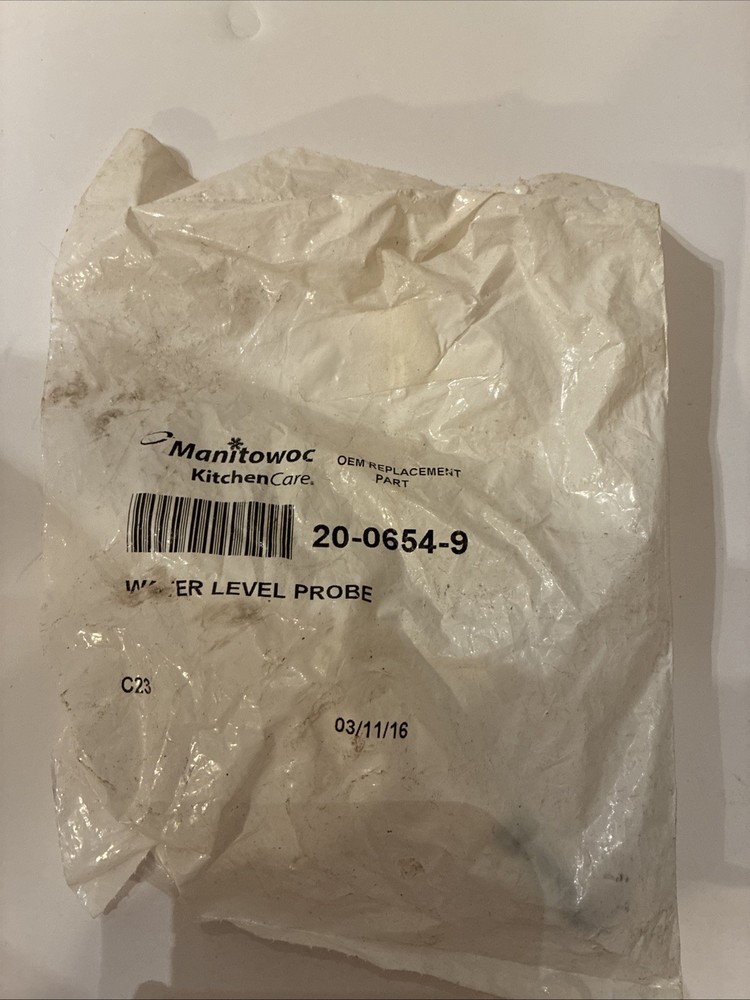 Manitowoc
KitchenCare®
OEM REPLACEMENT
PART
20-0654-9
LEVEL PROBE
C23
03/11/16